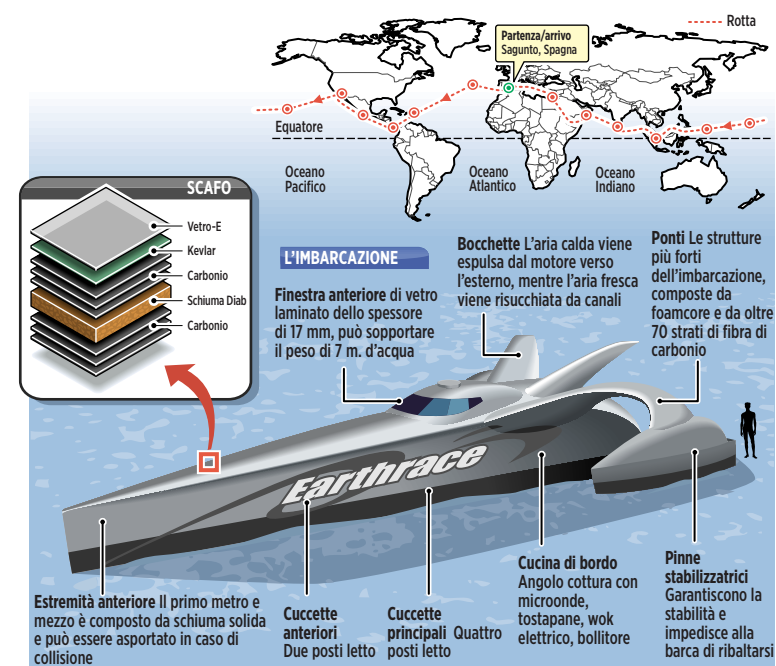 Rotta
Partenza/arrivo
Sagunto, Spagna
Equatore
Oceano
Pacifico
Oceano
Atlantico
Oceano
Indiano
SCAFO
Vetro-E
Kevlar
Carbonio
Schiuma Diab
Carbonio
L'IMBARCAZIONE
Finestra anteriore di vetro
laminato dello spessore
di 17 mm, può sopportare
il peso di 7 m. d'acqua
Bocchette L'aria calda viene
espulsa dal motore verso
l'esterno, mentre l'aria fresca
viene risucchiata da canali
Ponti Le strutture
più forti
dell'imbarcazione,
composte da
foamcore e da oltre
70 strati di fibra di
carbonio
Earthrace
Estremità anteriore Il primo metro e
mezzo è composto da schiuma solida
e può essere asportato in caso di
collisione
Cuccette
anteriori
Due posti letto
Cuccette
principali Quattro
posti letto
Cucina di bordo
Angolo cottura con
microonde,
tostapane, wok
elettrico, bollitore
Pinne
stabilizzatrici
Garantiscono la
stabilità e
impedisce alla
barca di ribaltarsi